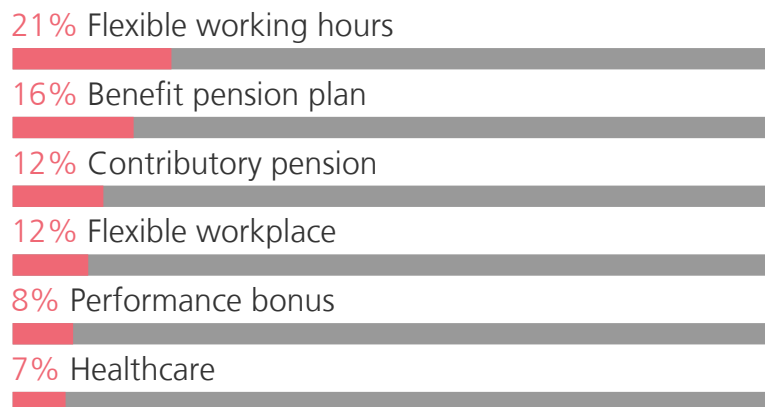 21% Flexible working hours
16% Benefit pension plan
12% Contributory pension
12% Flexible workplace
8% Performance bonus
7% Healthcare